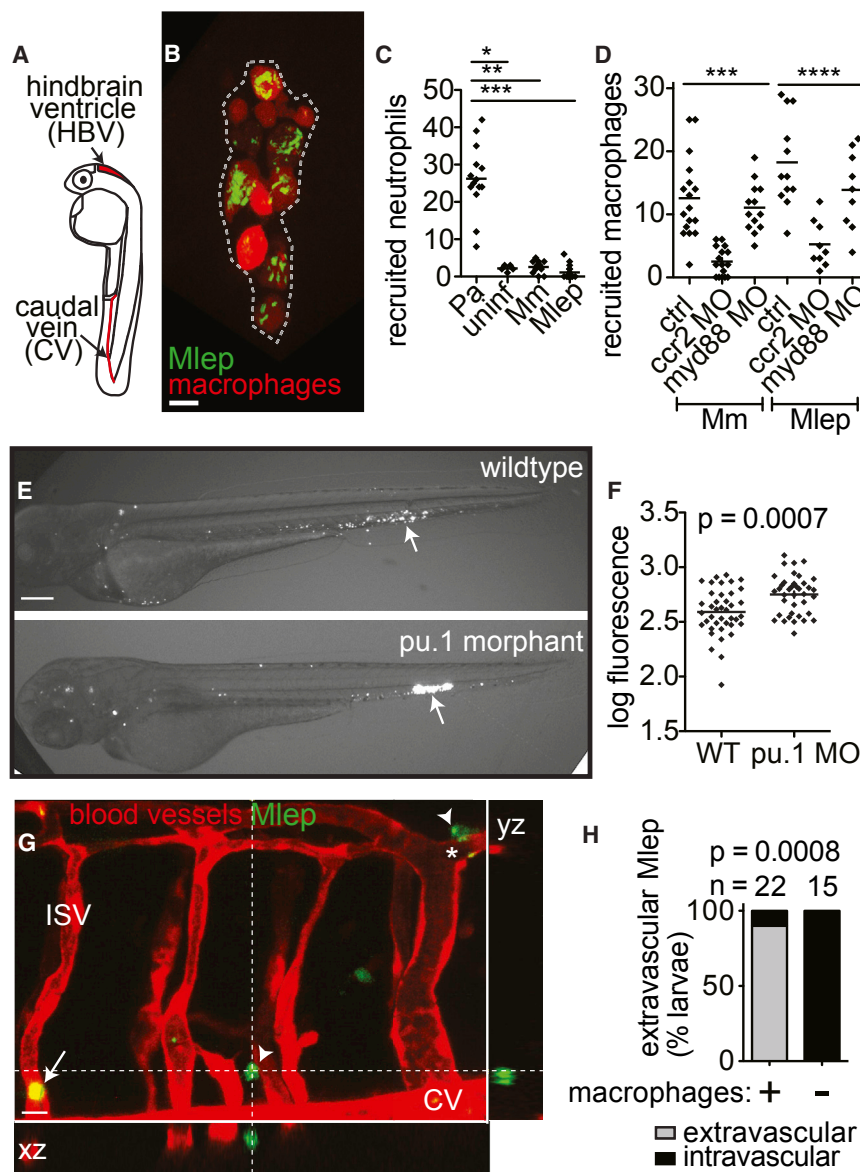 A
hindbrain
ventricle
(HBV)
caudal
vein
(CV)
B
Mlep
macrophages
C
*
**
***
recruited neutrophils
50
40
30
20
10
0
Pa
uninf
Mm
Mlep
D
***
****
recruited macrophages
30
20
10
0
ctrl
ccr2 MO
myd88 MO
ctrl
ccr2 MO
myd88 MO
Mm
Mlep
E
wildtype
pu.1 morphant
F
p = 0.0007
log fluorescence
3.5
3.0
2.5
2.0
1.5
WT
pu.1 MO
G
blood vessels Mlep
yz
*
ISV
CV
xz
H
p = 0.0008
n = 22 15
extravascular Mlep
(% larvae)
100
50
0
macrophages: + -
extravascular
intravascular